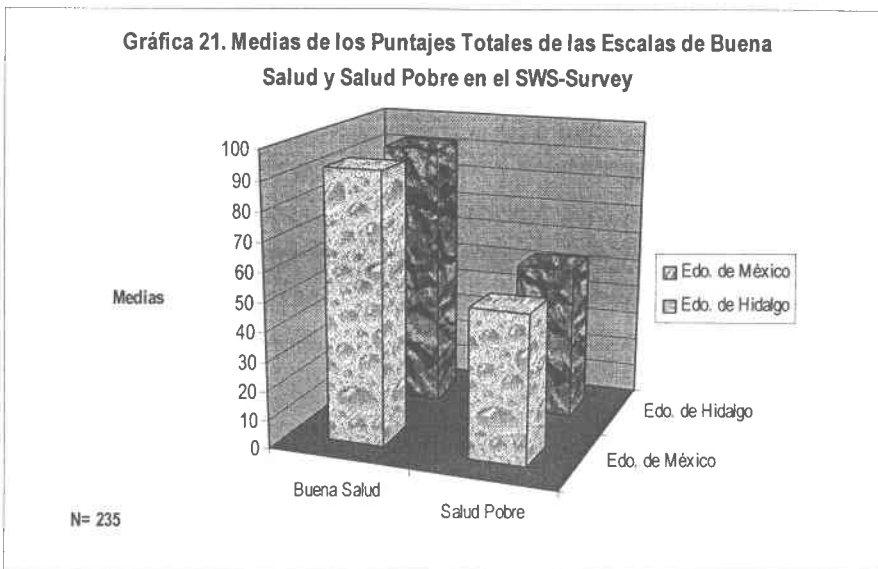 Gráfica 21. Medias de los Puntajes Totales de las Escalas de Buena
Salud y Salud Pobre en el SWS-Survey
100
90
80
70
60
50
40
30
20
10
0
Medias
Edo. de México
Edo. de Hidalgo
Edo. de Hidalgo
Edo. de México
Buena Salud
Salud Pobre
N= 235